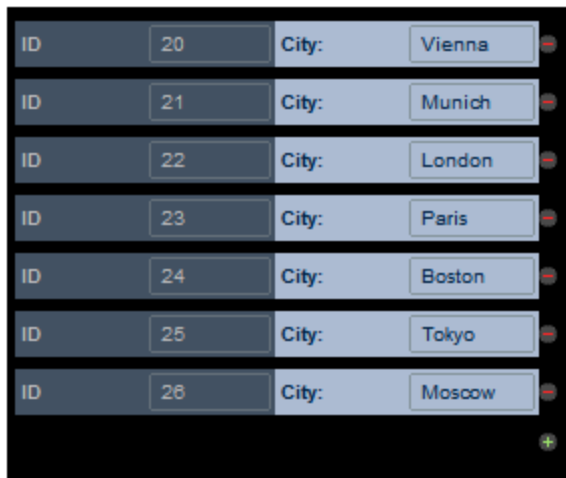 ID 20 City: Vienna
ID 21 City: Munich
ID 22 City: London
ID 23 City: Paris
ID 24 City: Boston
ID 25 City: Tokyo
ID 26 City: Moscow